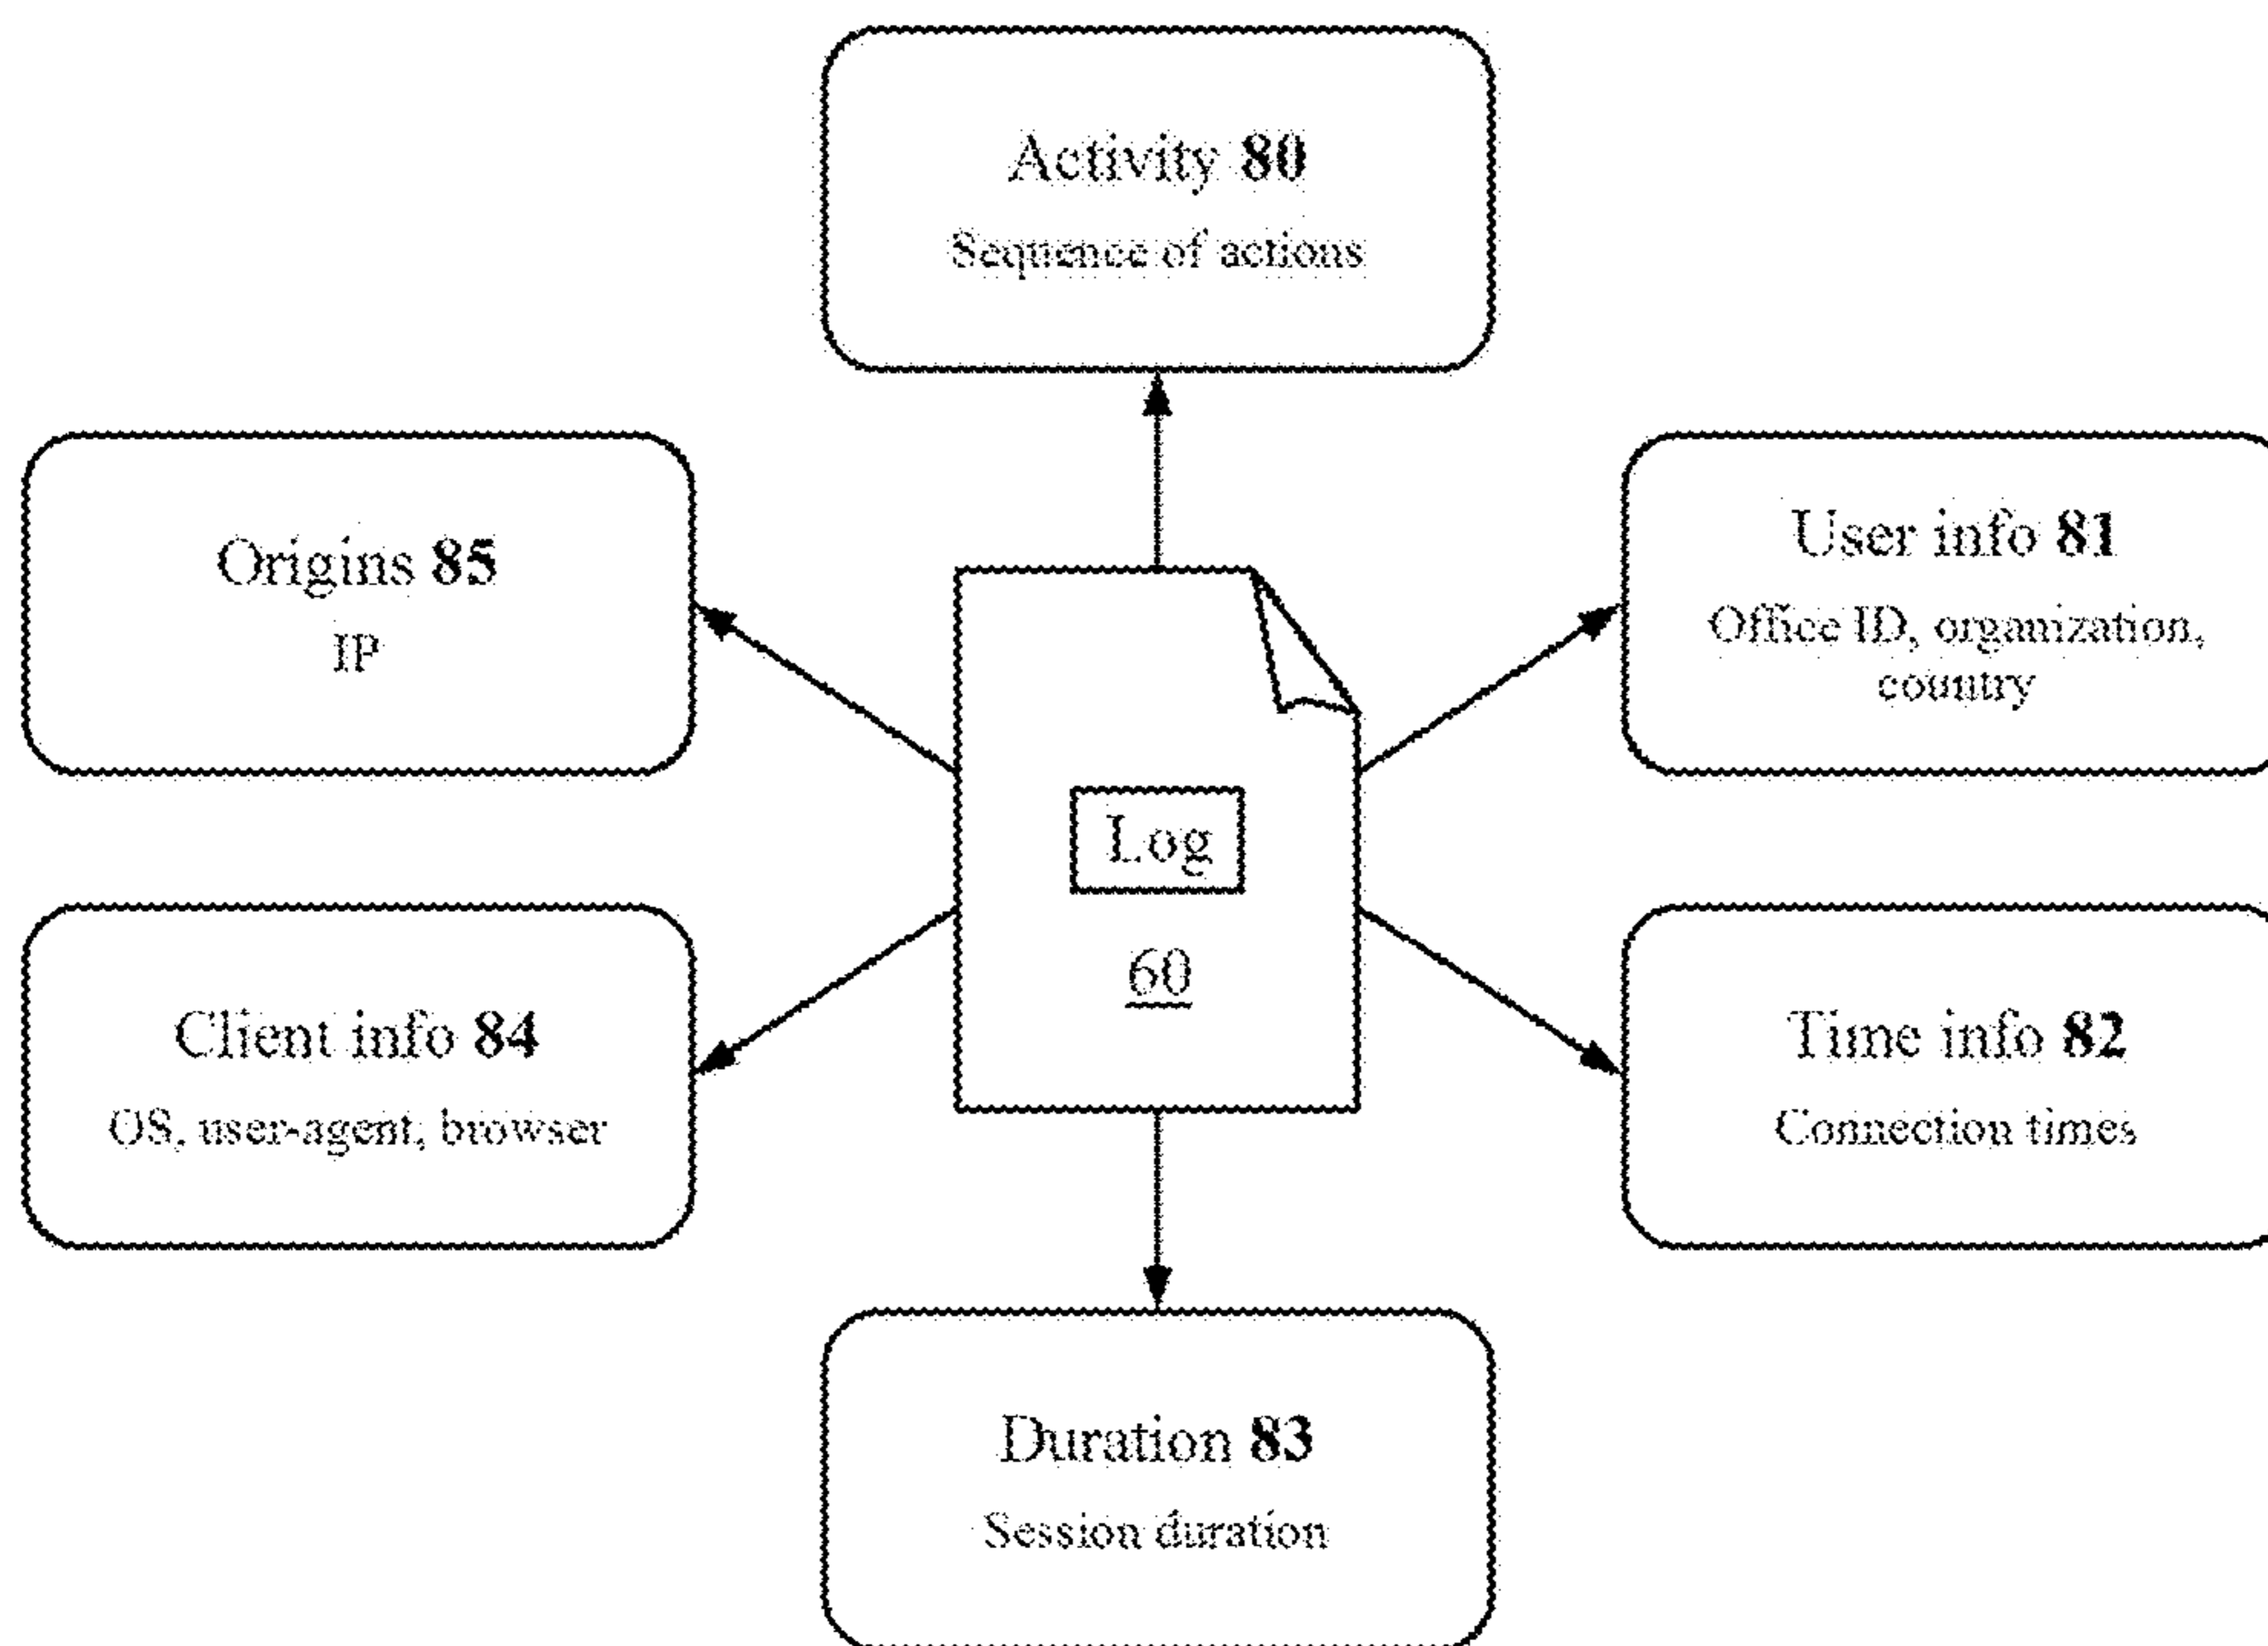 Activity 80
Sequence of actions
Origins 85
IP
User info 81
Office ID, organization,
country
Log
60
Client info 84
OS, user-agent, browser
Time info 82
Connection times
Duration 83
Session duration